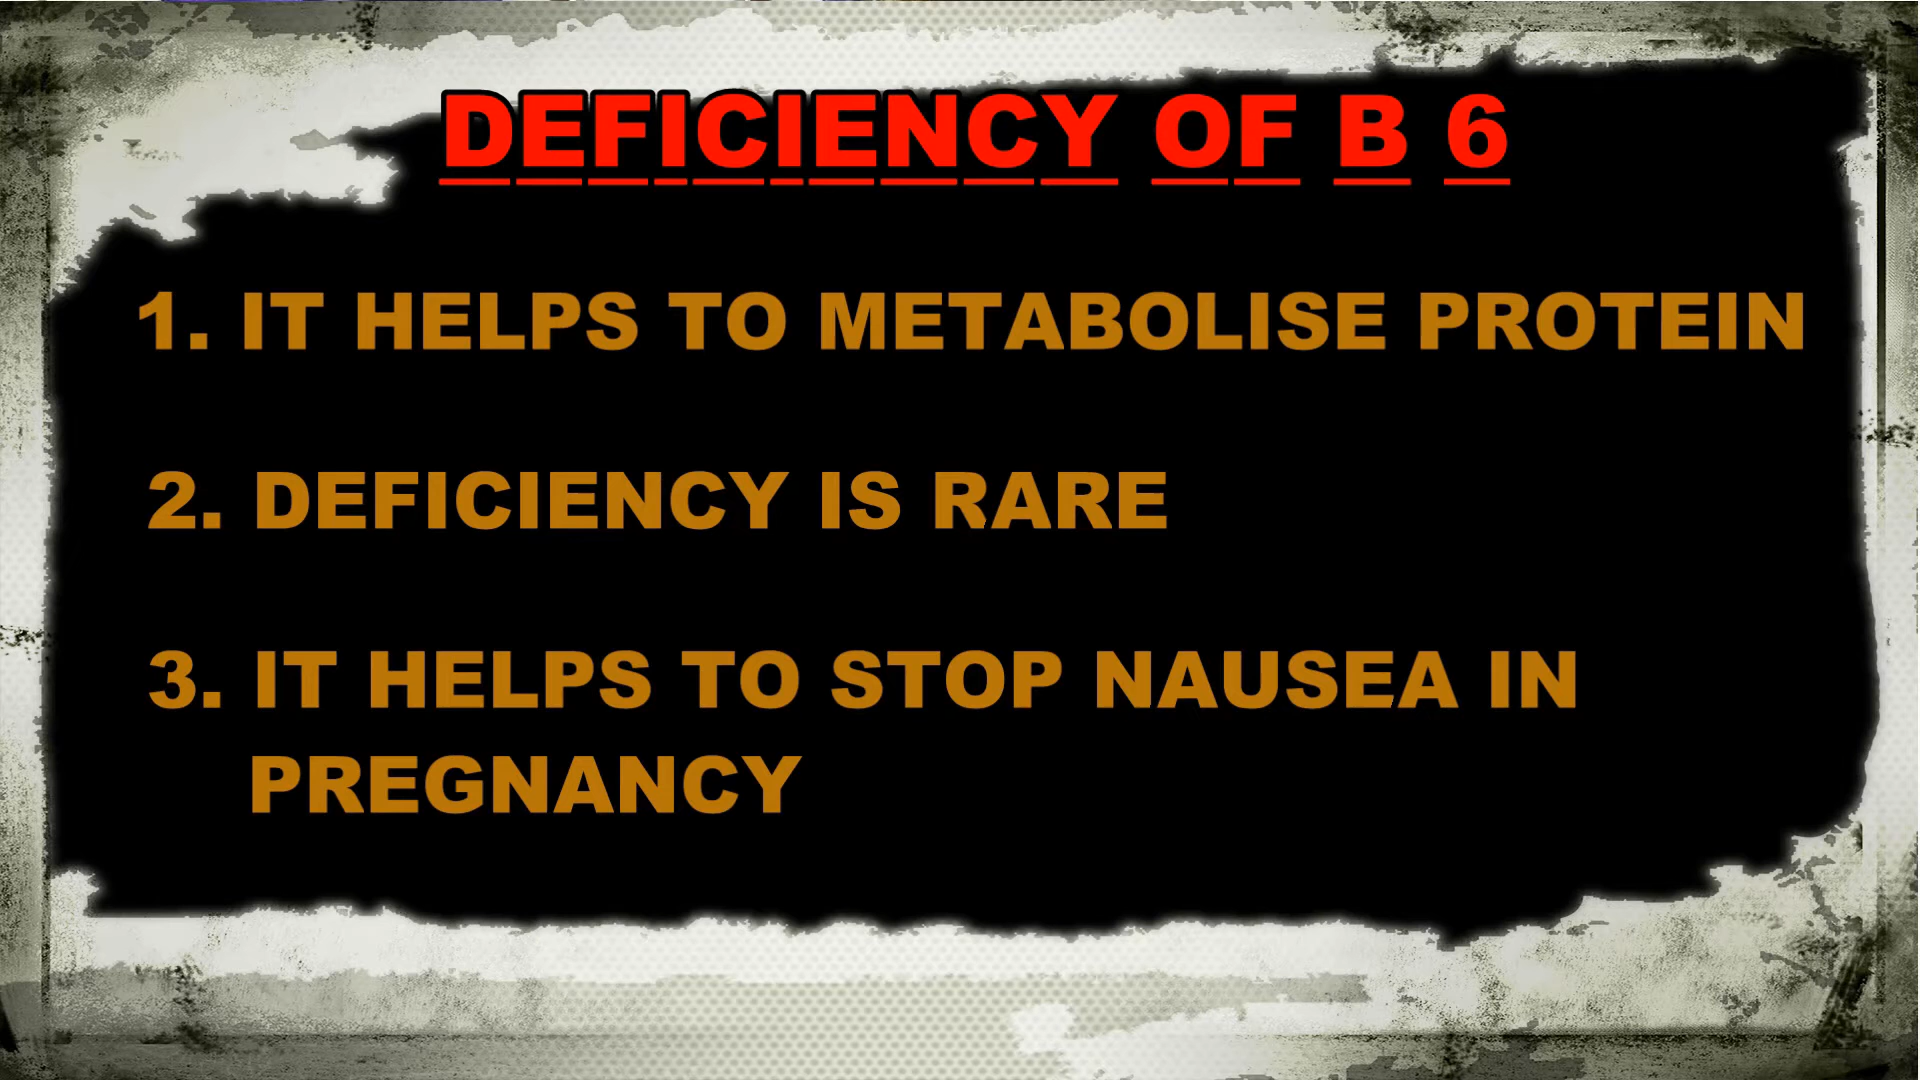 DEFICIENCY OF B 6
1. IT HELPS TO METABOLISE PROTEIN
2. DEFICIENCY IS RARE
3. IT HELPS TO STOP NAUSEA IN
PREGNANCY